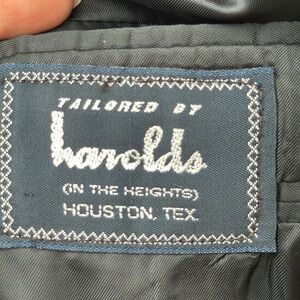 TAILORED BY
harolds
(IN THE HEIGHTS)
HOUSTON, TEX.